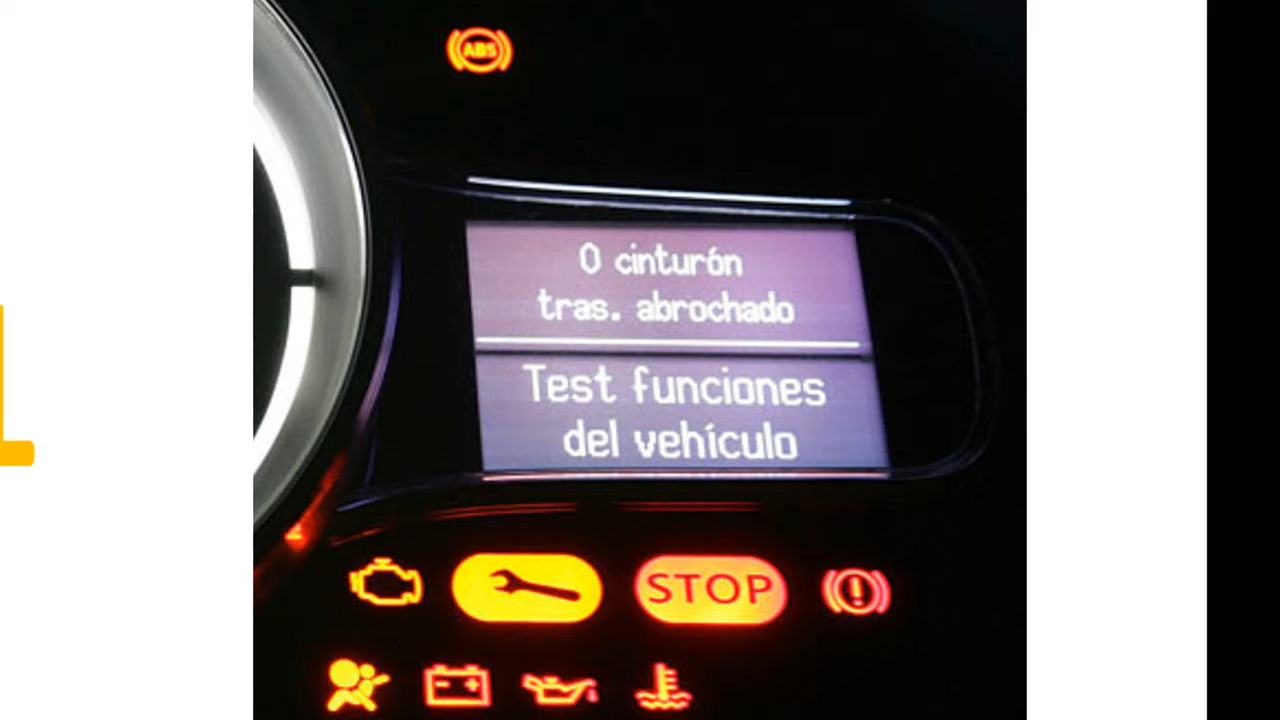 ABS
0 cinturón
tras. abrochado
Test funciones
del vehículo
STOP